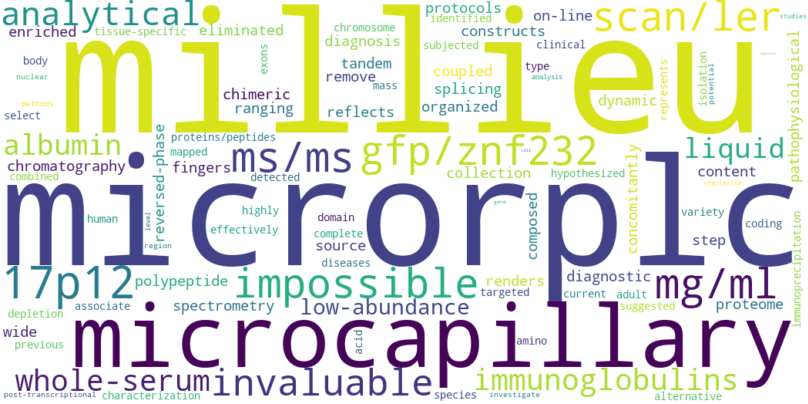 analytical
millieu
scan/ler
protocols
identified
studies
enriched
tissue-specific
eliminated
chromosome
diagnosis
subjected
on-line
constructs
clinical
body
nuclear
exons
tandem
remove
mass
coupled
splicing
type
analysis
isolation
potential
represents
pathophysiological
chimeric
ranging
reflects
organized
dynamic
methods
select
albumin
proteins/peptides
mapped
ms/ms
gfp/znf232
liquid
chromatography
fingers
reversed-phase
collection
hypothesized
concomitantly
content
combined
detected
cell
reputation
microrplc
human
level
region
highly
effectively
domain
complete
source
composed
variety
coding
step
gene
diseases
17p12
polypeptide
impossible
renders
targeted
diagnostic
current
adult
mg/ml
proteome
immunoprecipitation
depletion
associate
spectrometry
low-abundance
suggested
wide
previous
microcapillary
acid
amino
whole-serum
invaluable
immunoglobulins
post-transcriptional
characterization
species
investigate
alternative